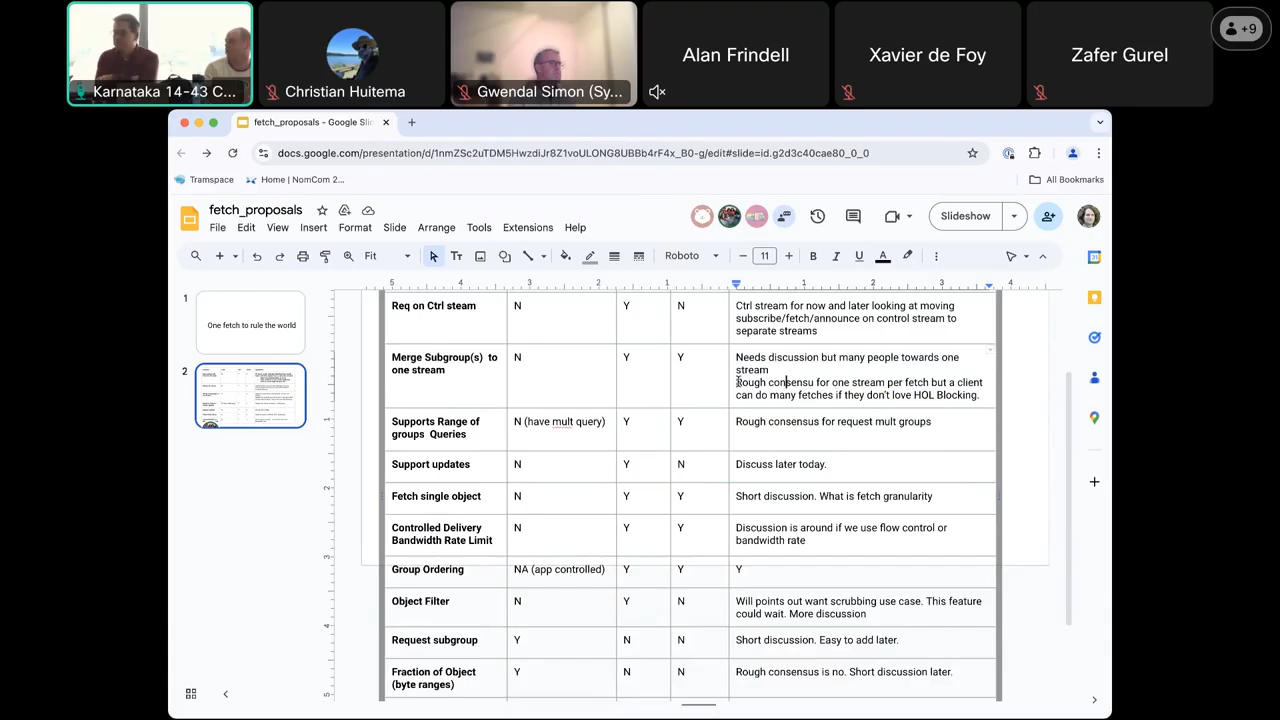 Karnataka 14-43 C...
Christian Huitema
Gwendal Simon (Sy...
Alan Frindell
Xavier de Foy
Zafer Gurel
+9
fetch_proposals - Google Slid
docs.google.com/presentation/d/1nmZSc2uTDM5HwzdiJr8Z1voULONG8UBBb4rF4x_B0-g/edit#slide=id.g2d3c40cae80_0_0
Tramspace
Home | NomCom 2...
All Bookmarks
fetch_proposals
File Edit View Insert Format Slide Arrange Tools Extensions Help
Slideshow
Fit
Roboto
11
B I U A
5 3 2 1 1 2 3 4
1
One fetch to rule the world
2
Req on Ctrl steam N Y N Ctrl stream for now and later looking at moving
subscribe/fetch/announce on control stream to
separate streams
Merge Subgroup(s) to N Y Y Needs discussion but many people towards one
one stream stream
Rough consensu for one stream per fetch but a client
can do many fetches if they don't love HOL Blocking.
Supports Range of N (have mult query) Y Y Rough consensus for request mult groups
groups Queries
Support updates N Y N Discuss later today.
Fetch single object N Y Y Short discussion. What is fetch granularity
Controlled Delivery N Y Y Discussion is around if we use flow control or
Bandwidth Rate Limit bandwidth rate
Group Ordering NA (app controlled) Y Y Y
Object Filter N Y N Will points out want scrubbing use case. This feature
could wait. More discussion
Request subgroup Y N N Short discussion. Easy to add later.
Fraction of Object Y N N Rough consensus is no. Short discussion later.
(byte ranges)